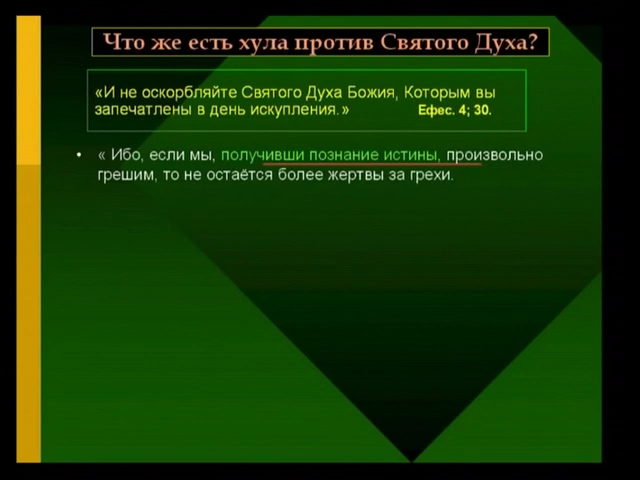 Что же есть хула против Святого Духа?
«И не оскорбляйте Святого Духа Божия, Которым вы
запечатлены в день искупления.» Ефес. 4; 30.
• « Ибо, если мы, получивши познание истины, произвольно
грешим, то не остаётся более жертвы за грехи.